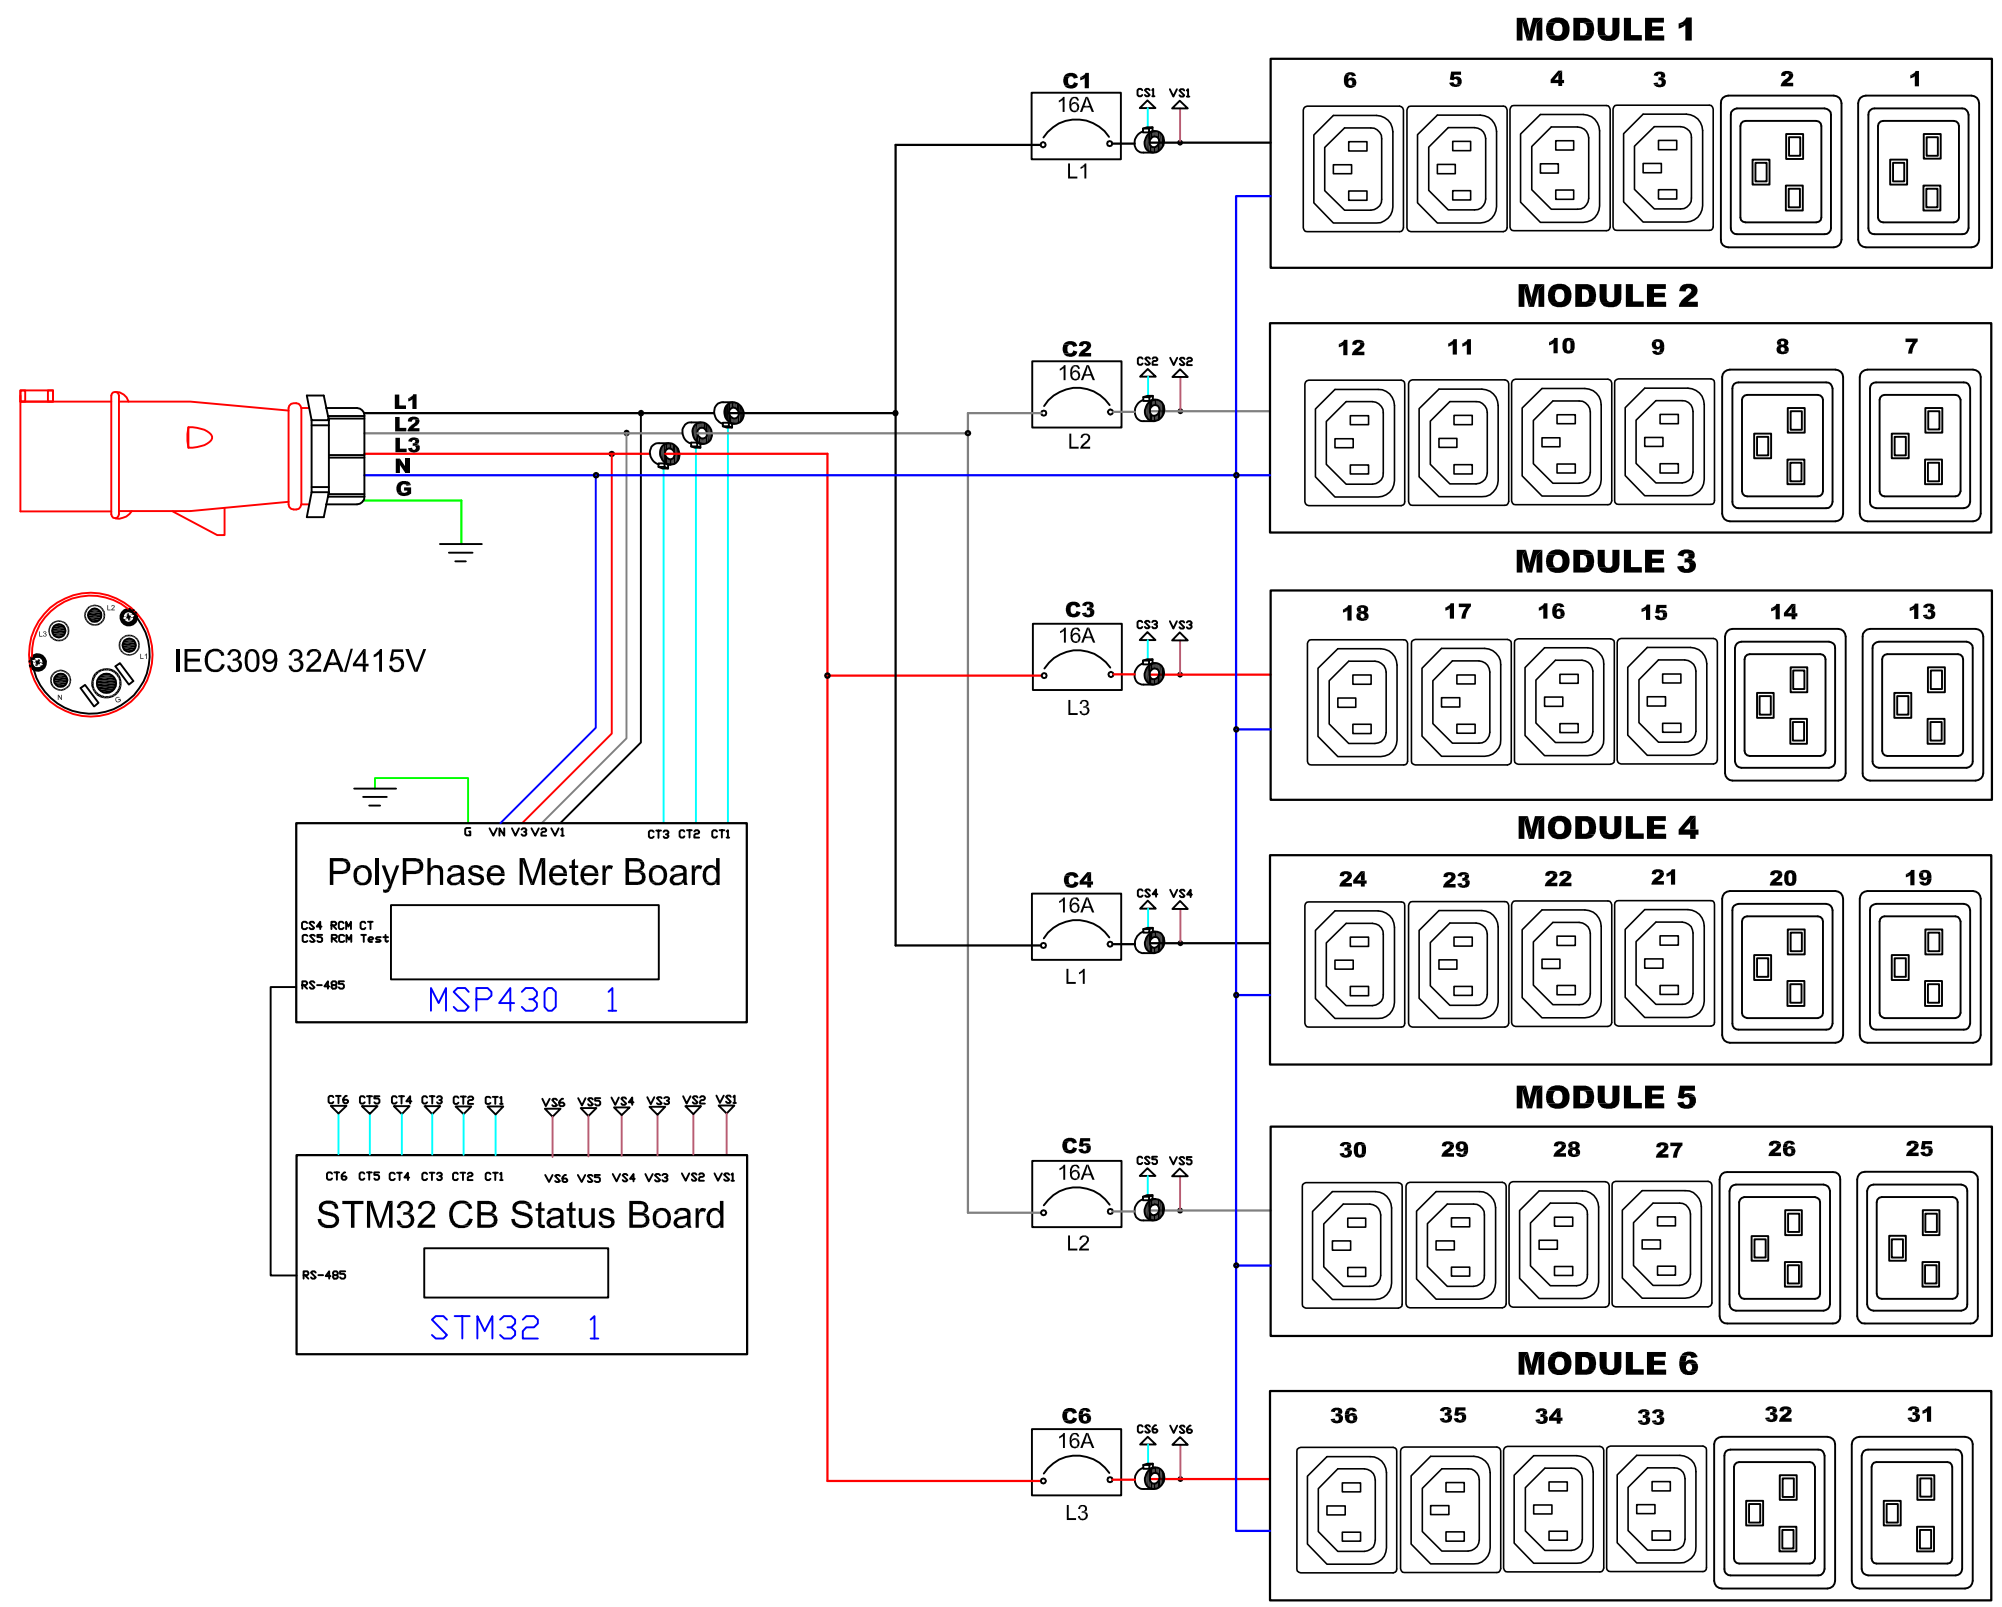 MODULE 1
6 5 4 3 2 1
C1
16A
L1
CS1 VS1
MODULE 2
12 11 10 9 8 7
C2
16A
L2
CS2 VS2
L1
L2
L3
N
G
MODULE 3
18 17 16 15 14 13
C3
16A
L3
CS3 VS3
L2
L3
L1
N
G
IEC309 32A/415V
MODULE 4
24 23 22 21 20 19
C4
16A
L1
CS4 VS4
G VN V3 V2 V1 CT3 CT2 CT1
PolyPhase Meter Board
CS4 RCM CT
CS5 RCM Test
RS-485
MSP430 1
MODULE 5
30 29 28 27 26 25
C5
16A
L2
CS5 VS5
CT6 CT5 CT4 CT3 CT2 CT1 VS6 VS5 VS4 VS3 VS2 VS1
CT6 CT5 CT4 CT3 CT2 CT1 VS6 VS5 VS4 VS3 VS2 VS1
STM32 CB Status Board
RS-485
STM32 1
MODULE 6
36 35 34 33 32 31
C6
16A
L3
CS6 VS6